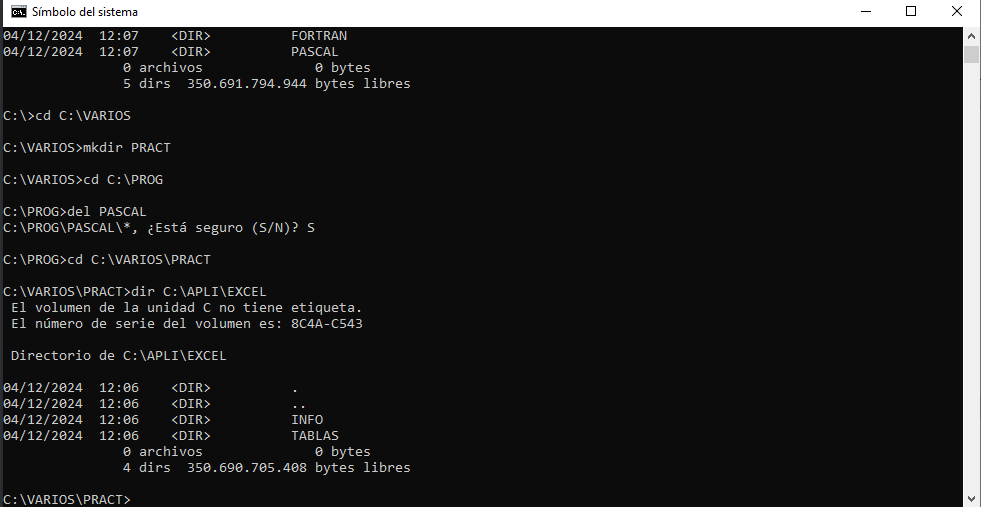 Símbolo del sistema
04/12/2024  12:07    <DIR>          FORTRAN
04/12/2024  12:07    <DIR>          PASCAL
               0 archivos              0 bytes
               5 dirs  350.691.794.944 bytes libres
C:\>cd C:\VARIOS
C:\VARIOS>mkdir PRACT
C:\VARIOS>cd C:\PROG
C:\PROG>del PASCAL
C:\PROG\PASCAL\*, ¿Está seguro (S/N)? S
C:\PROG>cd C:\VARIOS\PRACT
C:\VARIOS\PRACT>dir C:\APLI\EXCEL
 El volumen de la unidad C no tiene etiqueta.
 El número de serie del volumen es: 8C4A-C543
 Directorio de C:\APLI\EXCEL
04/12/2024  12:06    <DIR>          .
04/12/2024  12:06    <DIR>          ..
04/12/2024  12:06    <DIR>          INFO
04/12/2024  12:06    <DIR>          TABLAS
               0 archivos              0 bytes
               4 dirs  350.690.705.408 bytes libres
C:\VARIOS\PRACT>